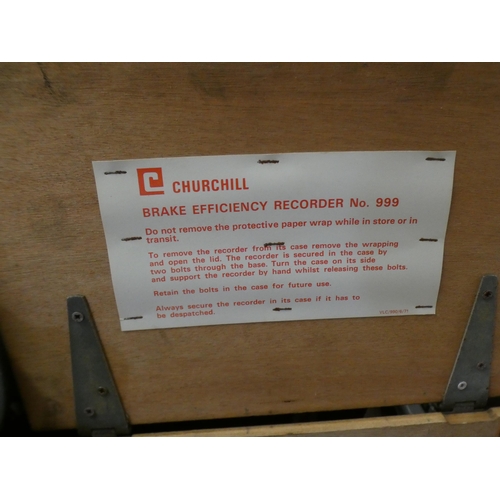 CHURCHILL
BRAKE EFFICIENCY RECORDER No. 999
Do not remove the protective paper wrap while in store or in
transit.
To remove the recorder from its case remove the wrapping
and open the lid. The recorder is secured in the case by
two bolts through the base. Turn the case on its side
and support the recorder by hand whilst releasing these bolts.
Retain the bolts in the case for future use.
Always secure the recorder in its case if it has to
be despatched.